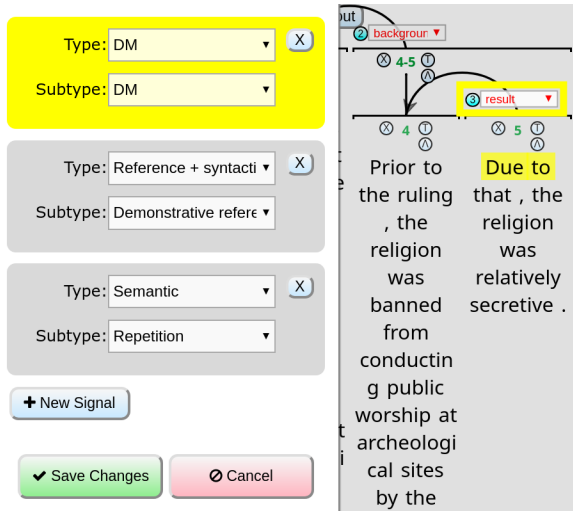 Type: DM
X
Subtype: DM
Type: Reference + syntacti
X
Subtype: Demonstrative refere
Type: Semantic
X
Subtype: Repetition
New Signal
Save Changes
Cancel
out
2 backgrour
X 4-5 T
Λ
3 result
X 4 T
Λ
X 5 T
Λ
Prior to
the ruling
, the
religion
was
banned
from
conductin
g public
worship at
archeologi
cal sites
by the
Due to
that , the
religion
was
relatively
secretive .
e
t
i